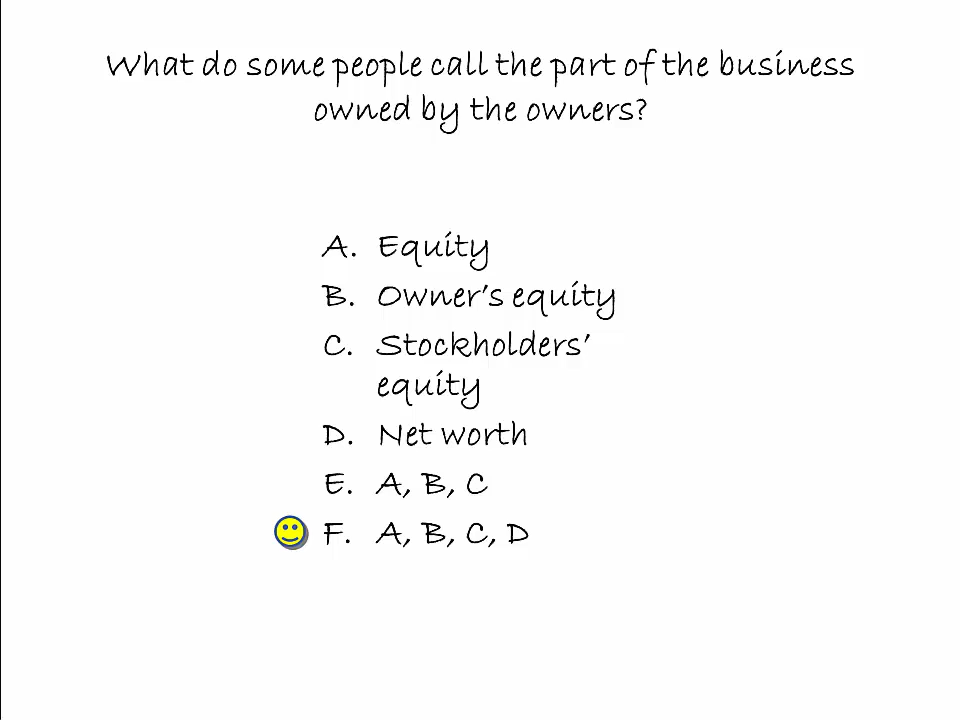 What do some people call the part of the business
owned by the owners?
A. Equity
B. Owner's equity
C. Stockholders'
equity
D. Net worth
E. A, B, C
F. A, B, C, D